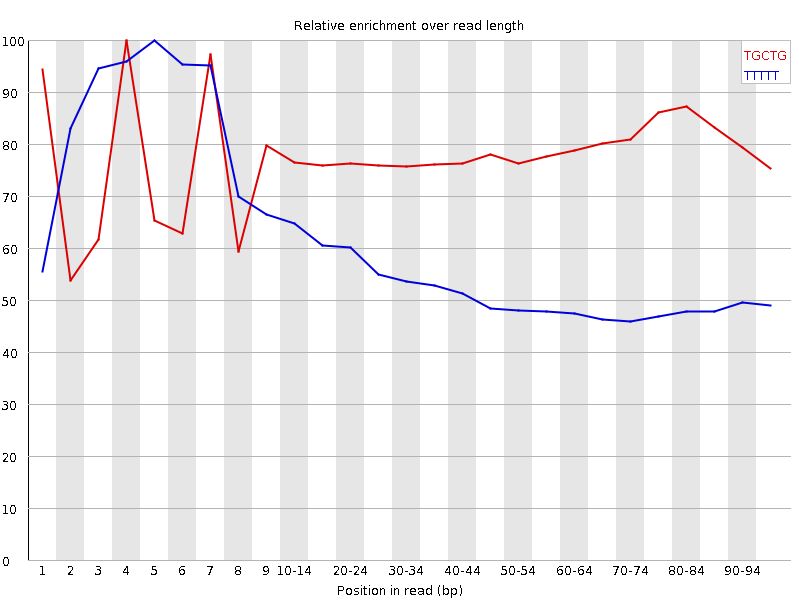 Relative enrichment over read length
TGCTG
TTTTT
100
90
80
70
60
50
40
30
20
10
0
1 2 3 4 5 6 7 8 9 10-14 20-24 30-34 40-44 50-54 60-64 70-74 80-84 90-94
Position in read (bp)